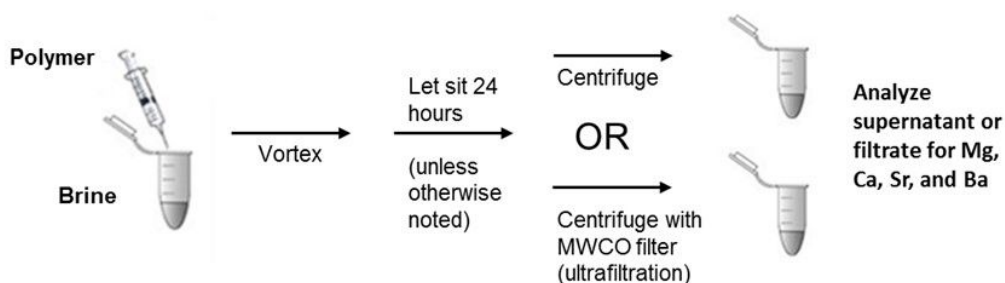 Polymer
Brine
Vortex
Let sit 24
hours
(unless
otherwise
noted)
Centrifuge
OR
Centrifuge with
MWCO filter
(ultrafiltration)
Analyze
supernatant or
filtrate for Mg,
Ca, Sr, and Ba